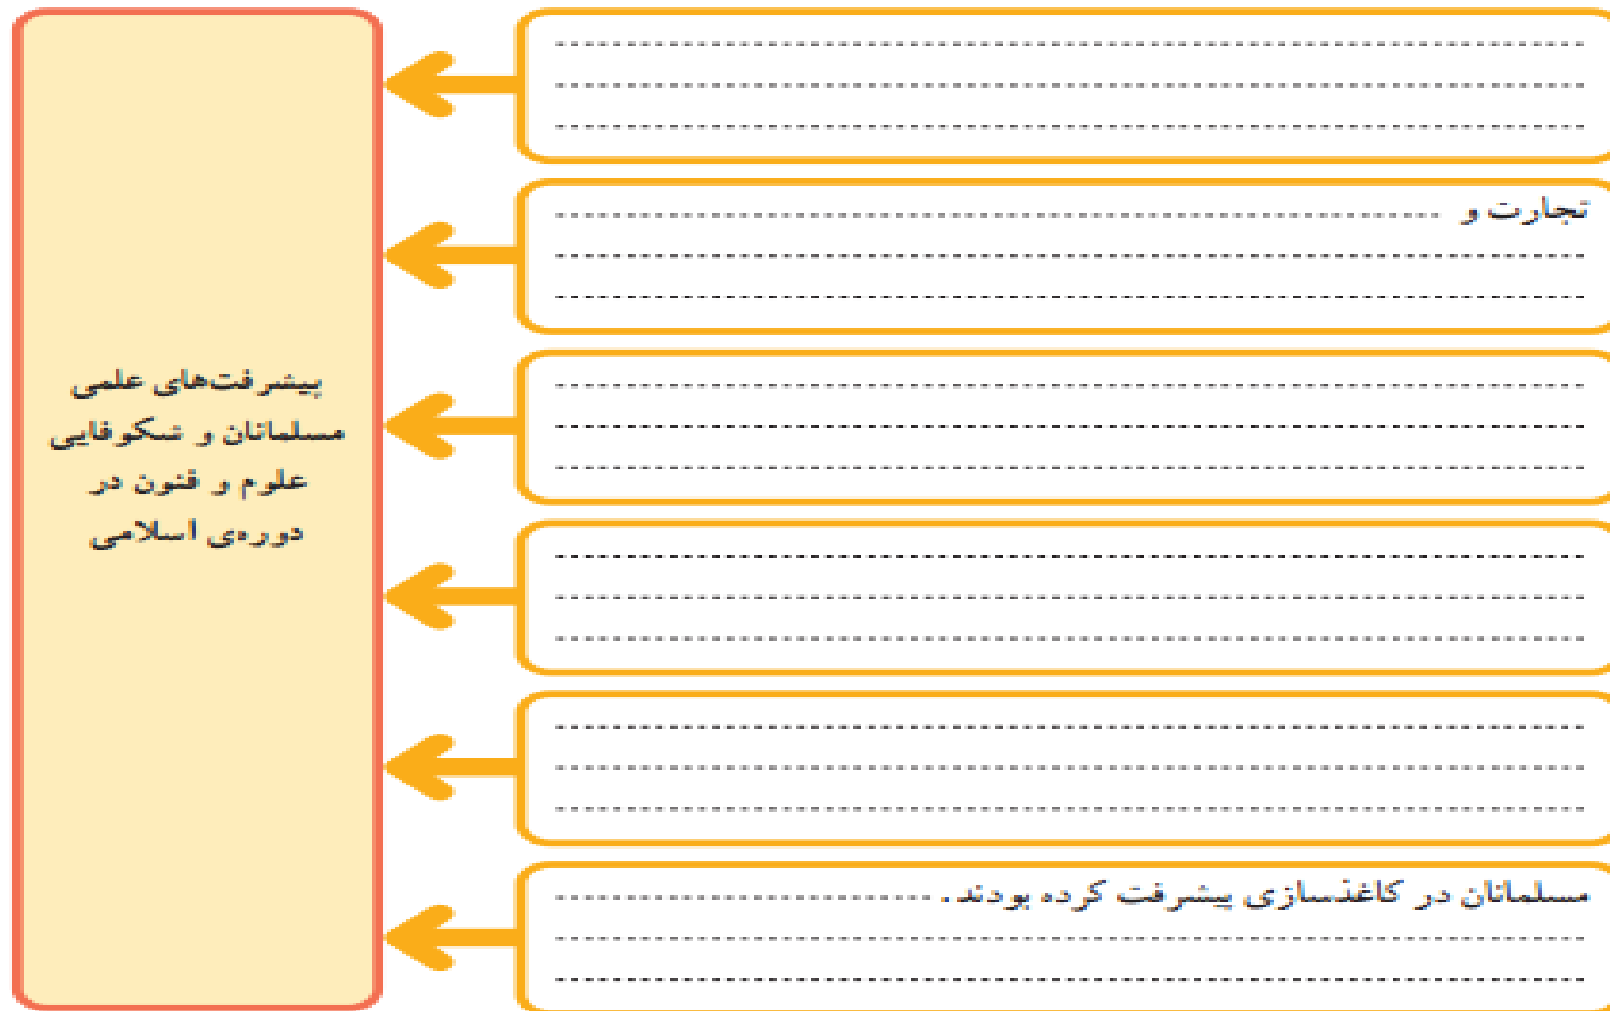 تجارت و
مسلمانان در کاغذسازی پیشرفت کرده بودند.
پیشرفت‌های علمی
مسلمانان و شکوفایی
علوم و فنون در
دوره‌ی اسلامی